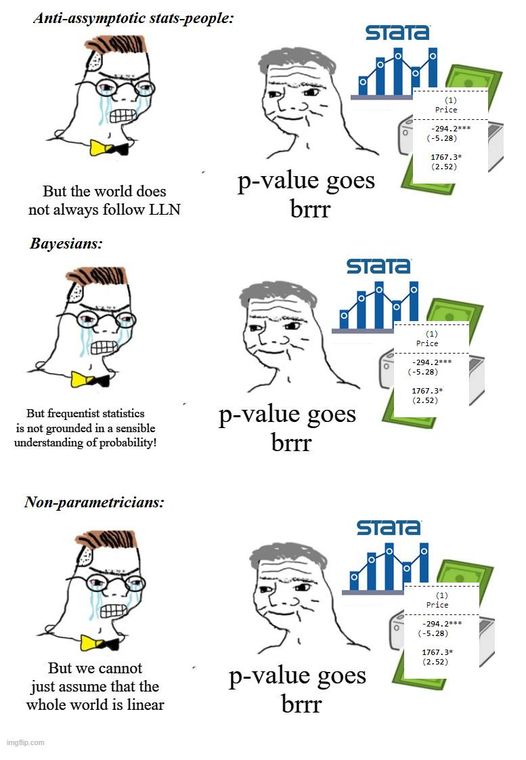 Anti-assymptotic stats-people:
STATA
(1)
Price
-294.2***
(-5.28)
1767.3*
(2.52)
But the world does
not always follow LLN
p-value goes
brrr
Bayesians:
STATA
(1)
Price
-294.2***
(-5.28)
1767.3*
(2.52)
But frequentist statistics
is not grounded in a sensible
understanding of probability!
p-value goes
brrr
Non-parametricians:
STATA
(1)
Price
-294.2***
(-5.28)
1767.3*
(2.52)
But we cannot
just assume that the
whole world is linear
p-value goes
brrr
imgflip.com